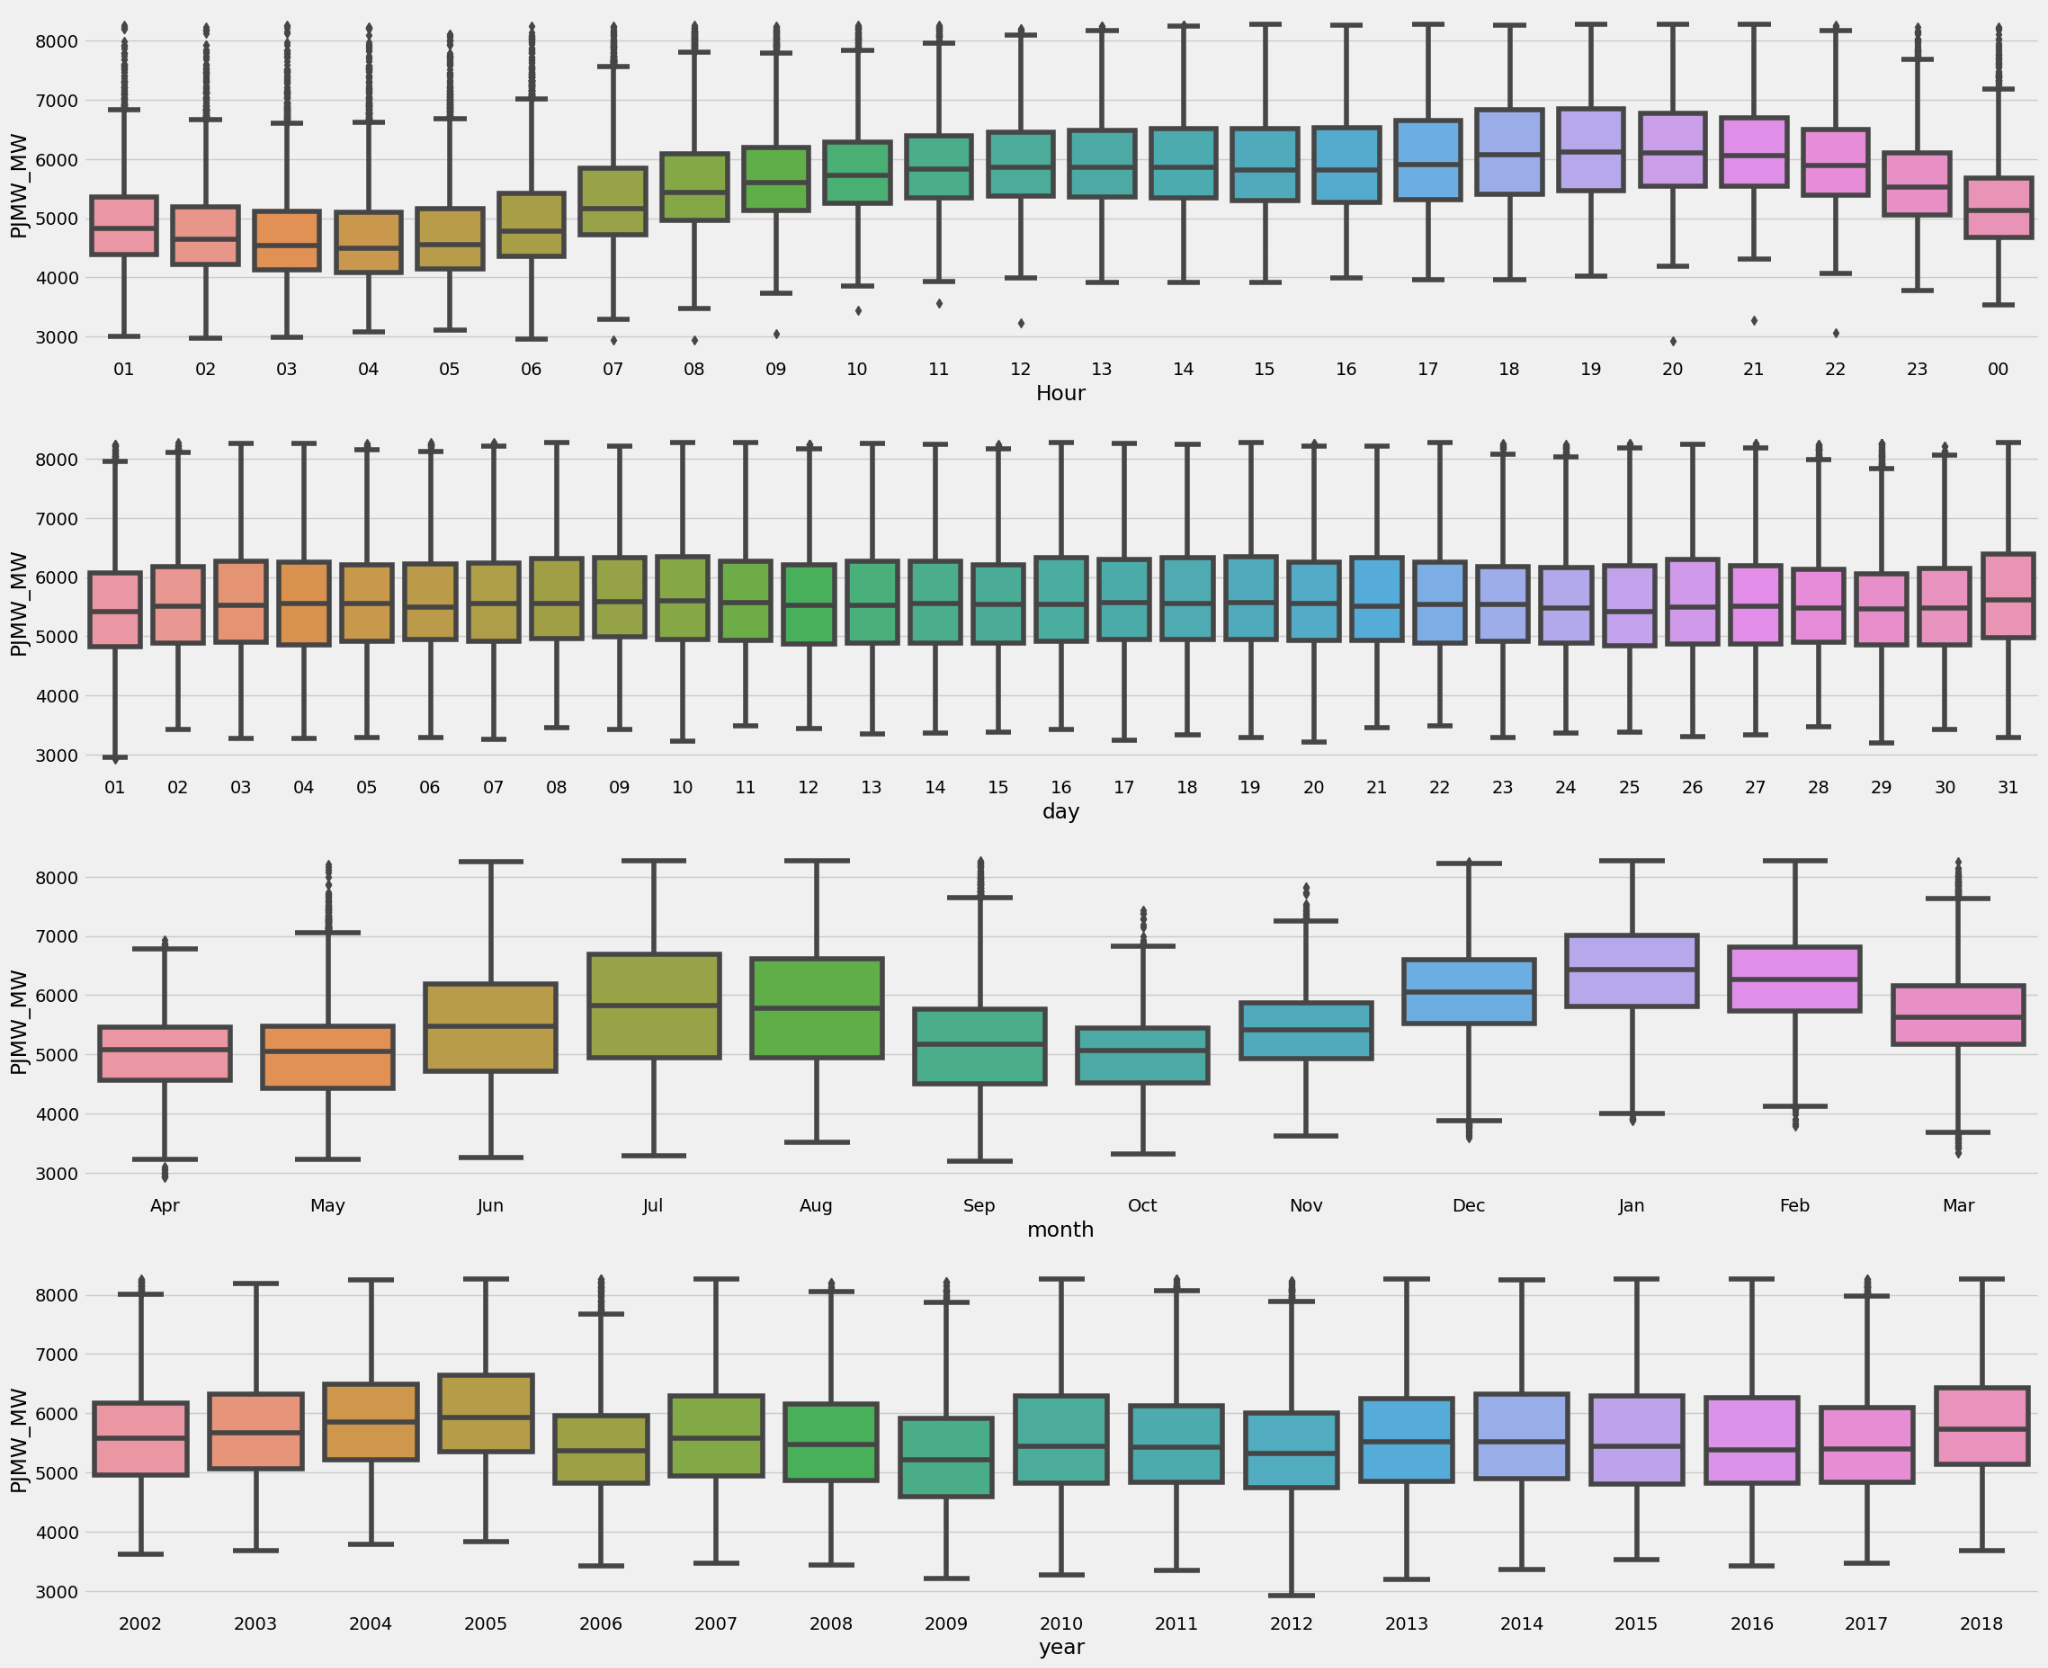 PJMW_MW
8000
7000
6000
5000
4000
3000
01 02 03 04 05 06 07 08 09 10 11 12 13 14 15 16 17 18 19 20 21 22 23 00
Hour
PJMW_MW
8000
7000
6000
5000
4000
3000
01 02 03 04 05 06 07 08 09 10 11 12 13 14 15 16 17 18 19 20 21 22 23 24 25 26 27 28 29 30 31
day
PJMW_MW
8000
7000
6000
5000
4000
3000
Apr May Jun Jul Aug Sep Oct Nov Dec Jan Feb Mar
month
PJMW_MW
8000
7000
6000
5000
4000
3000
2002 2003 2004 2005 2006 2007 2008 2009 2010 2011 2012 2013 2014 2015 2016 2017 2018
year